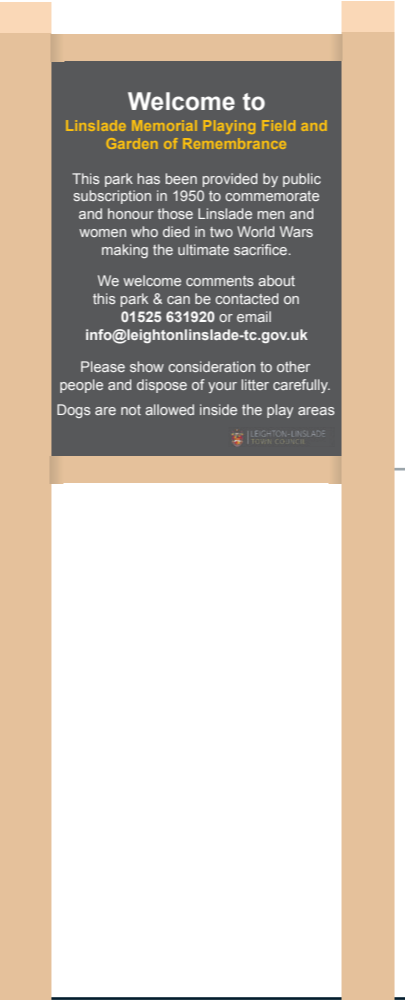 Welcome to
Linslade Memorial Playing Field and
Garden of Remembrance
This park has been provided by public
subscription in 1950 to commemorate
and honour those Linslade men and
women who died in two World Wars
making the ultimate sacrifice.
We welcome comments about
this park & can be contacted on
01525 631920 or email
info@leightonlinslade-tc.gov.uk
Please show consideration to other
people and dispose of your litter carefully.
Dogs are not allowed inside the play areas
LEIGHTON-LINSLADE
TOWN COUNCIL